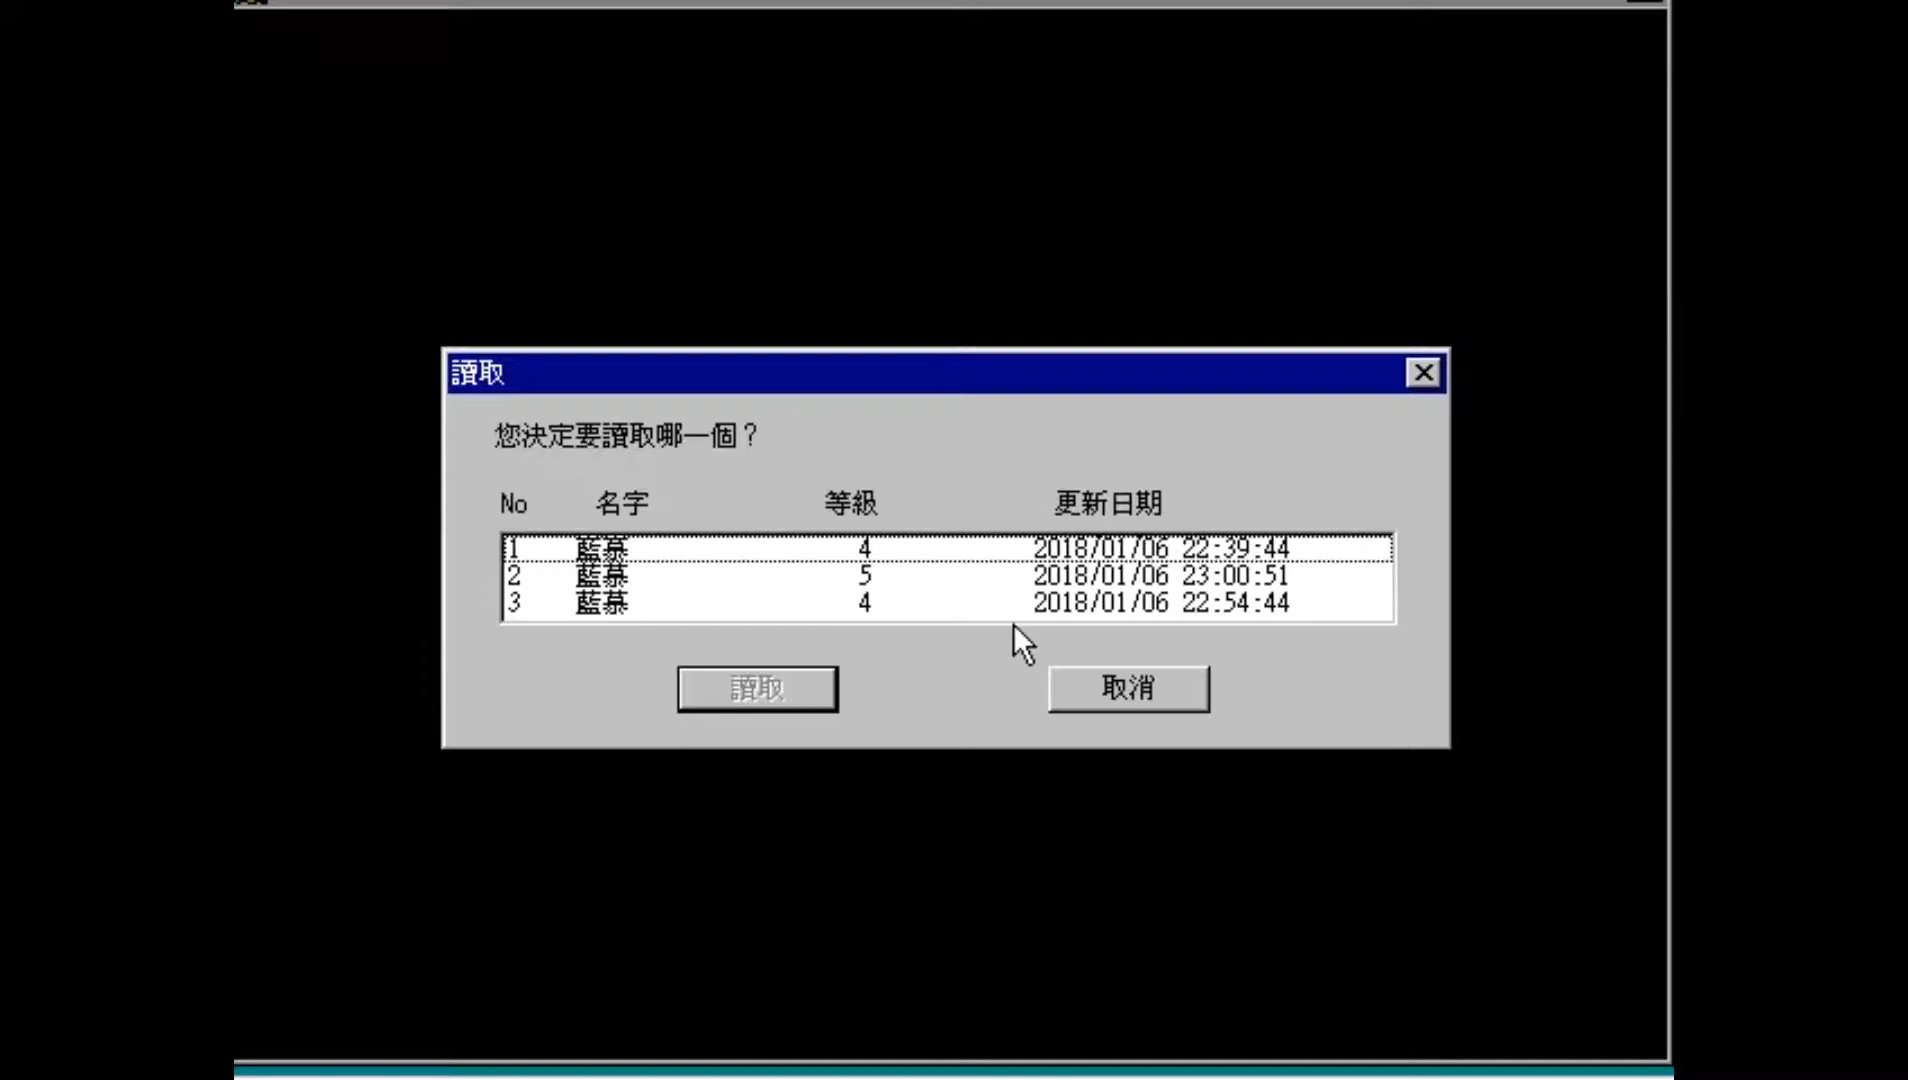 讀取
您決定要讀取哪一個？
No 名字 等級 更新日期
1 藍慕 4 2018/01/06 22:39:44
2 藍慕 5 2018/01/06 23:00:51
3 藍慕 4 2018/01/06 22:54:44
讀取 取消